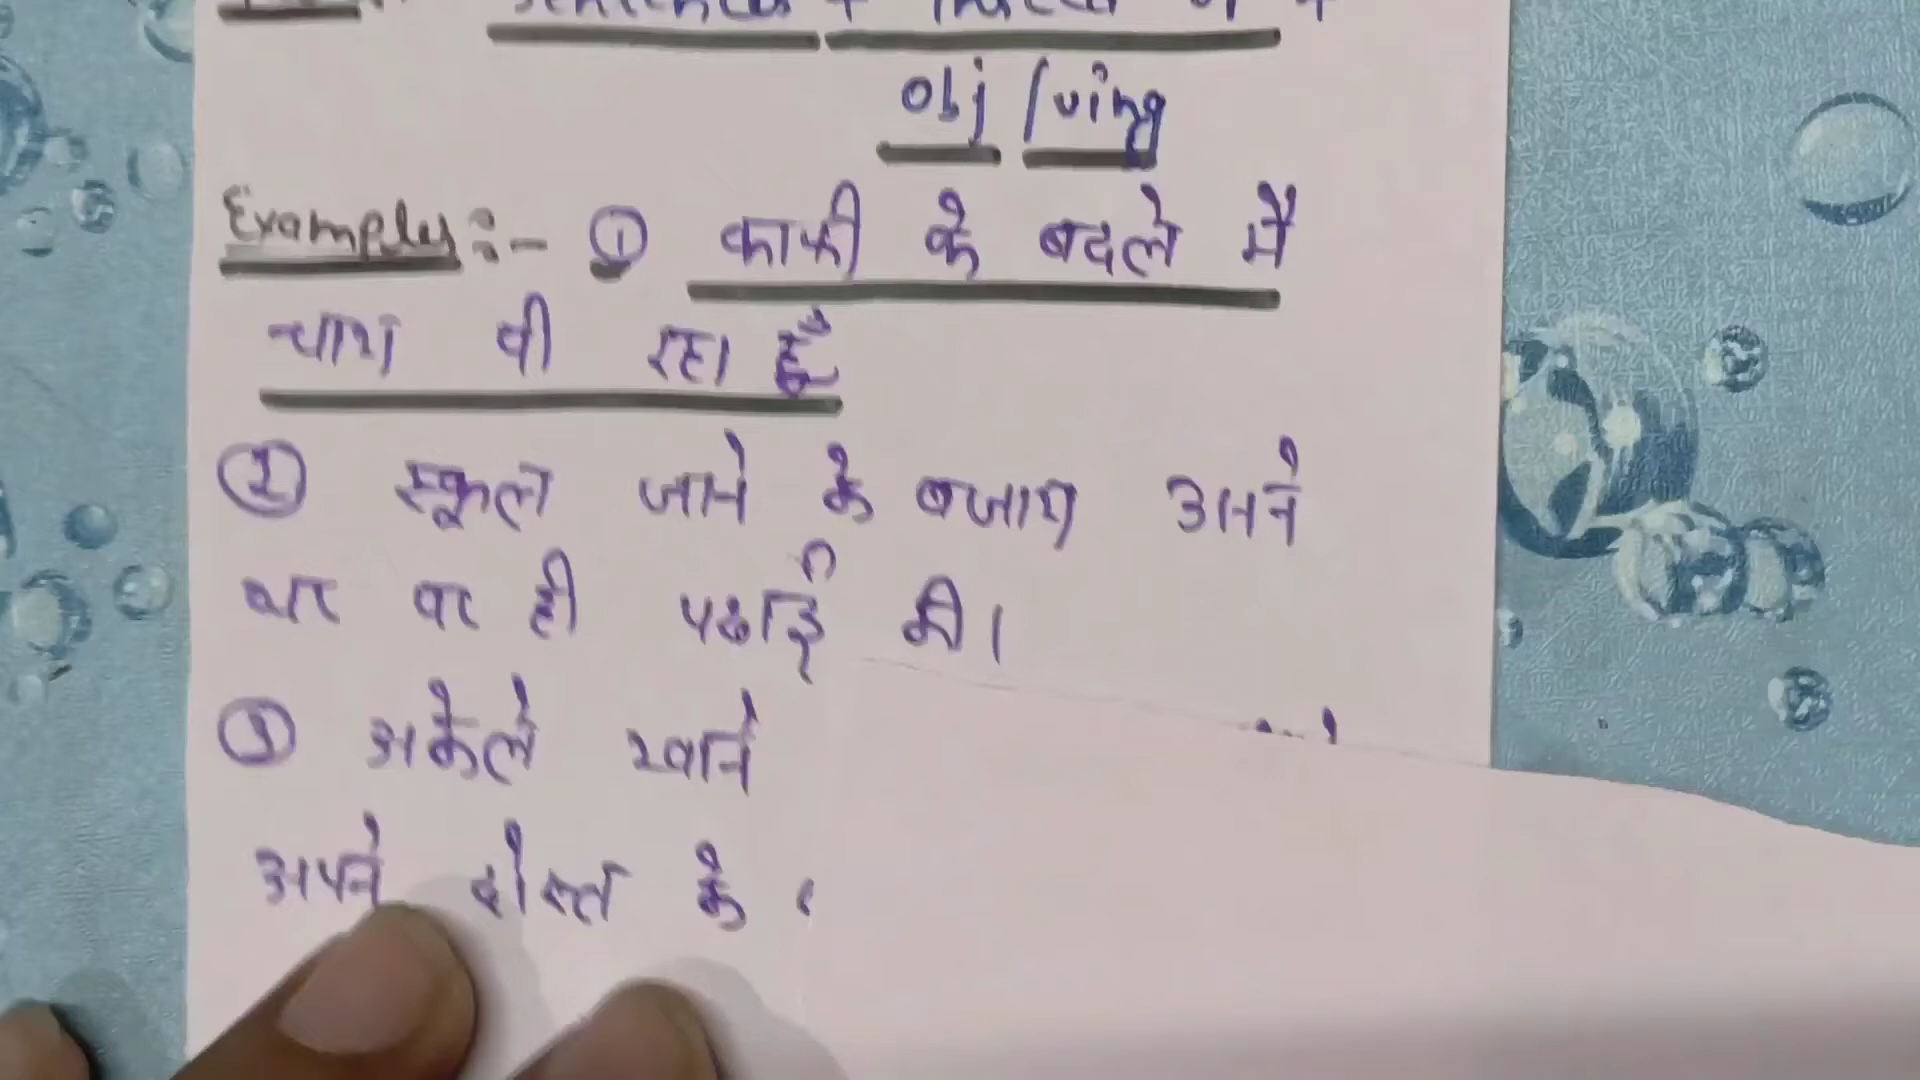 obj / ving
Examples :- ① काफी के बदले में
चाय पी रहा हूँ
② स्कूल जाने के बजाय उसने
घर पर ही पढाई की।
③ अकेले खाने
अपने दोस्त के